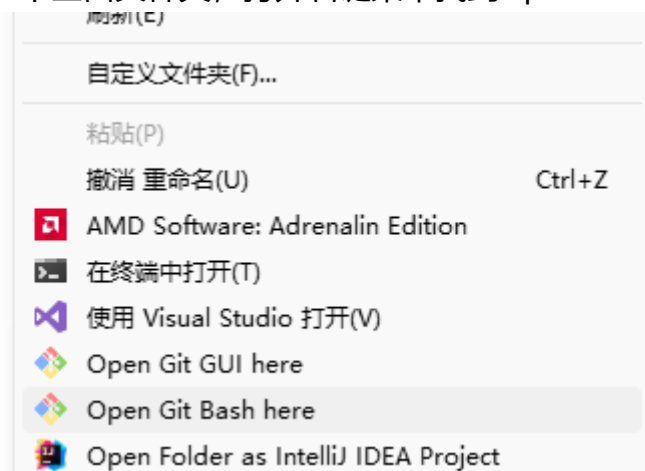 刷新(E)
自定义文件夹(F)...
粘贴(P)
撤消 重命名(U) Ctrl+Z
AMD Software: Adrenalin Edition
在终端中打开(T)
使用 Visual Studio 打开(V)
Open Git GUI here
Open Git Bash here
Open Folder as IntelliJ IDEA Project